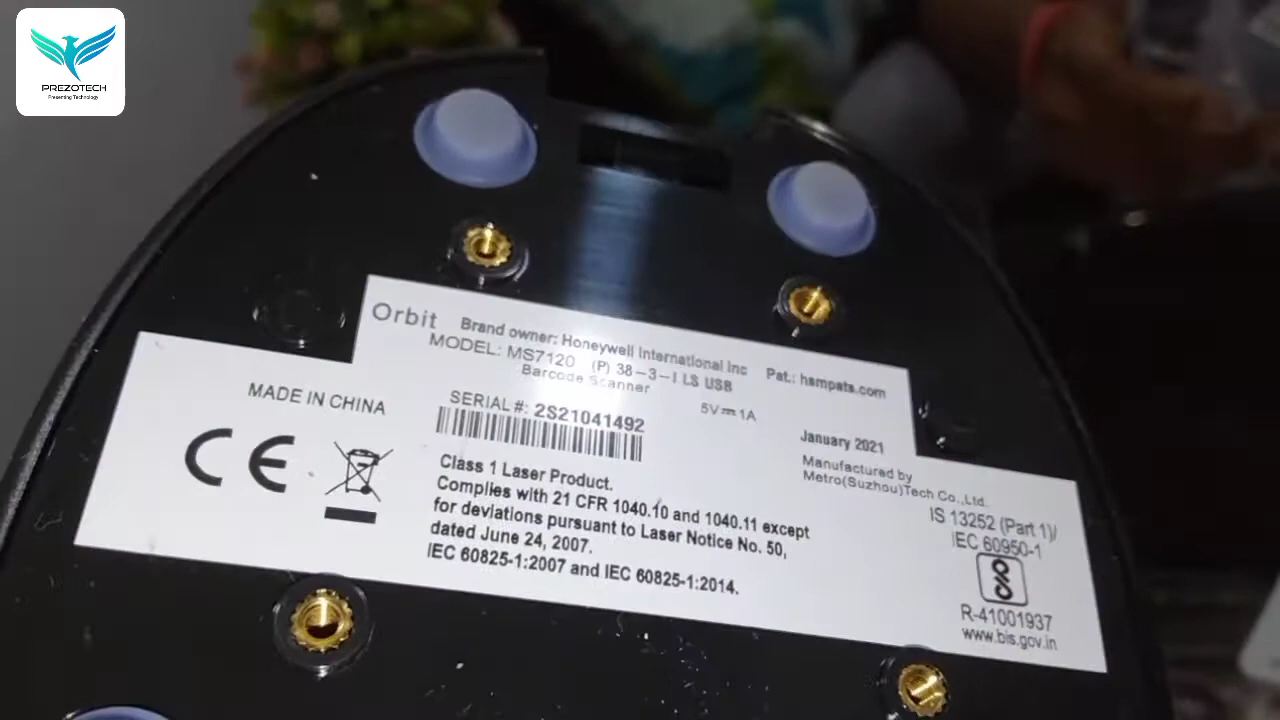 PREZOTECH
Presenting Technology
Orbit
Brand owner: Honeywell International Inc
Pat.: hsmpats.com
MODEL: MS7120 (P) 38-3-I LS USB
Barcode Scanner
5V⎓1A
MADE IN CHINA
SERIAL #: 2S21041492
January 2021
Manufactured by
Metro(Suzhou)Tech Co.,Ltd.
CE
Class 1 Laser Product.
Complies with 21 CFR 1040.10 and 1040.11 except
for deviations pursuant to Laser Notice No. 50,
dated June 24, 2007.
IEC 60825-1:2007 and IEC 60825-1:2014.
IS 13252 (Part 1)/
IEC 60950-1
R-41001937
www.bis.gov.in